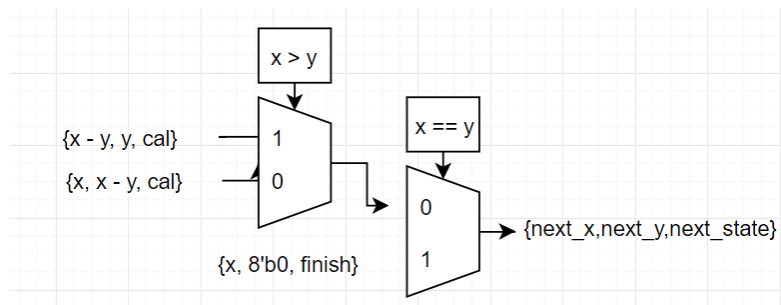 x > y
x == y
{x - y, y, cal}
1
{x, x - y, cal}
0
0
{next_x,next_y,next_state}
1
{x, 8'b0, finish}